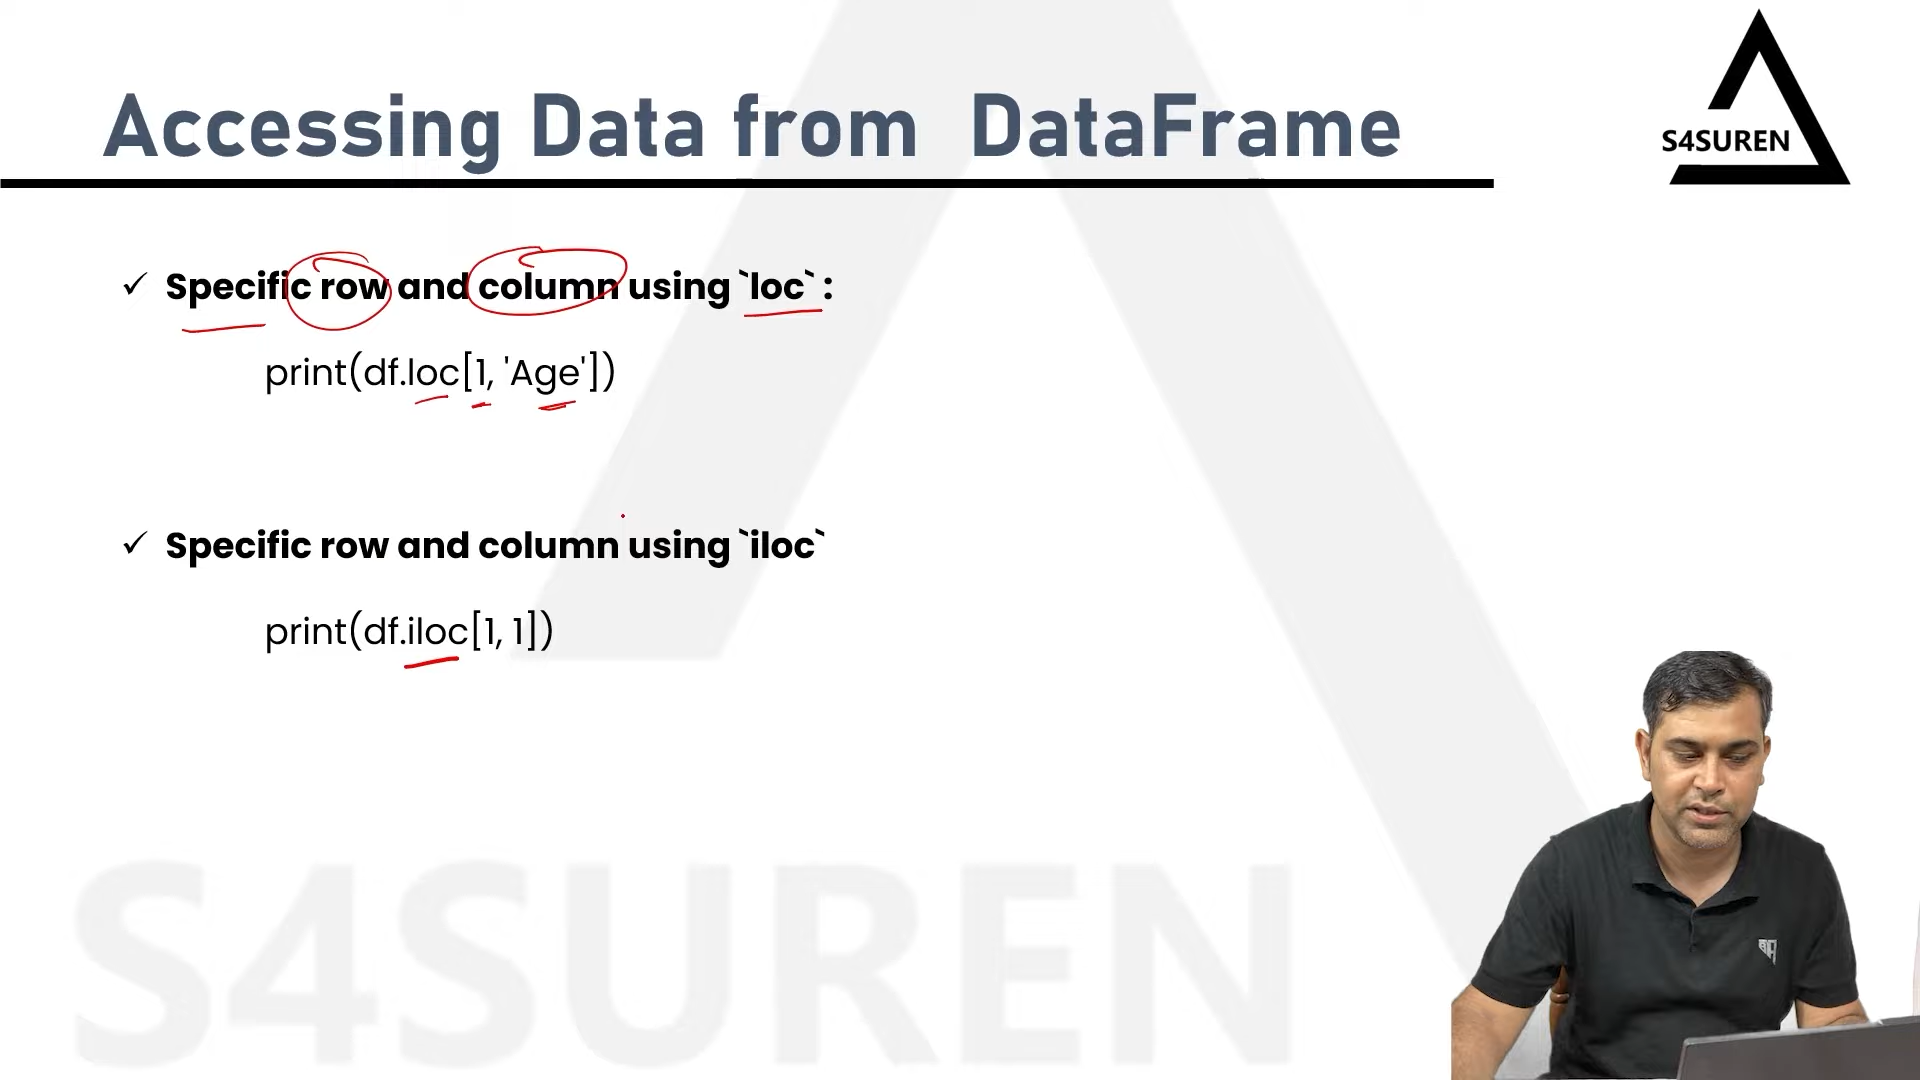 Accessing Data from DataFrame
S4SUREN
✓ Specific row and column using `loc` :
print(df.loc[1, 'Age'])
✓ Specific row and column using `iloc`
print(df.iloc[1, 1])
S4SUREN